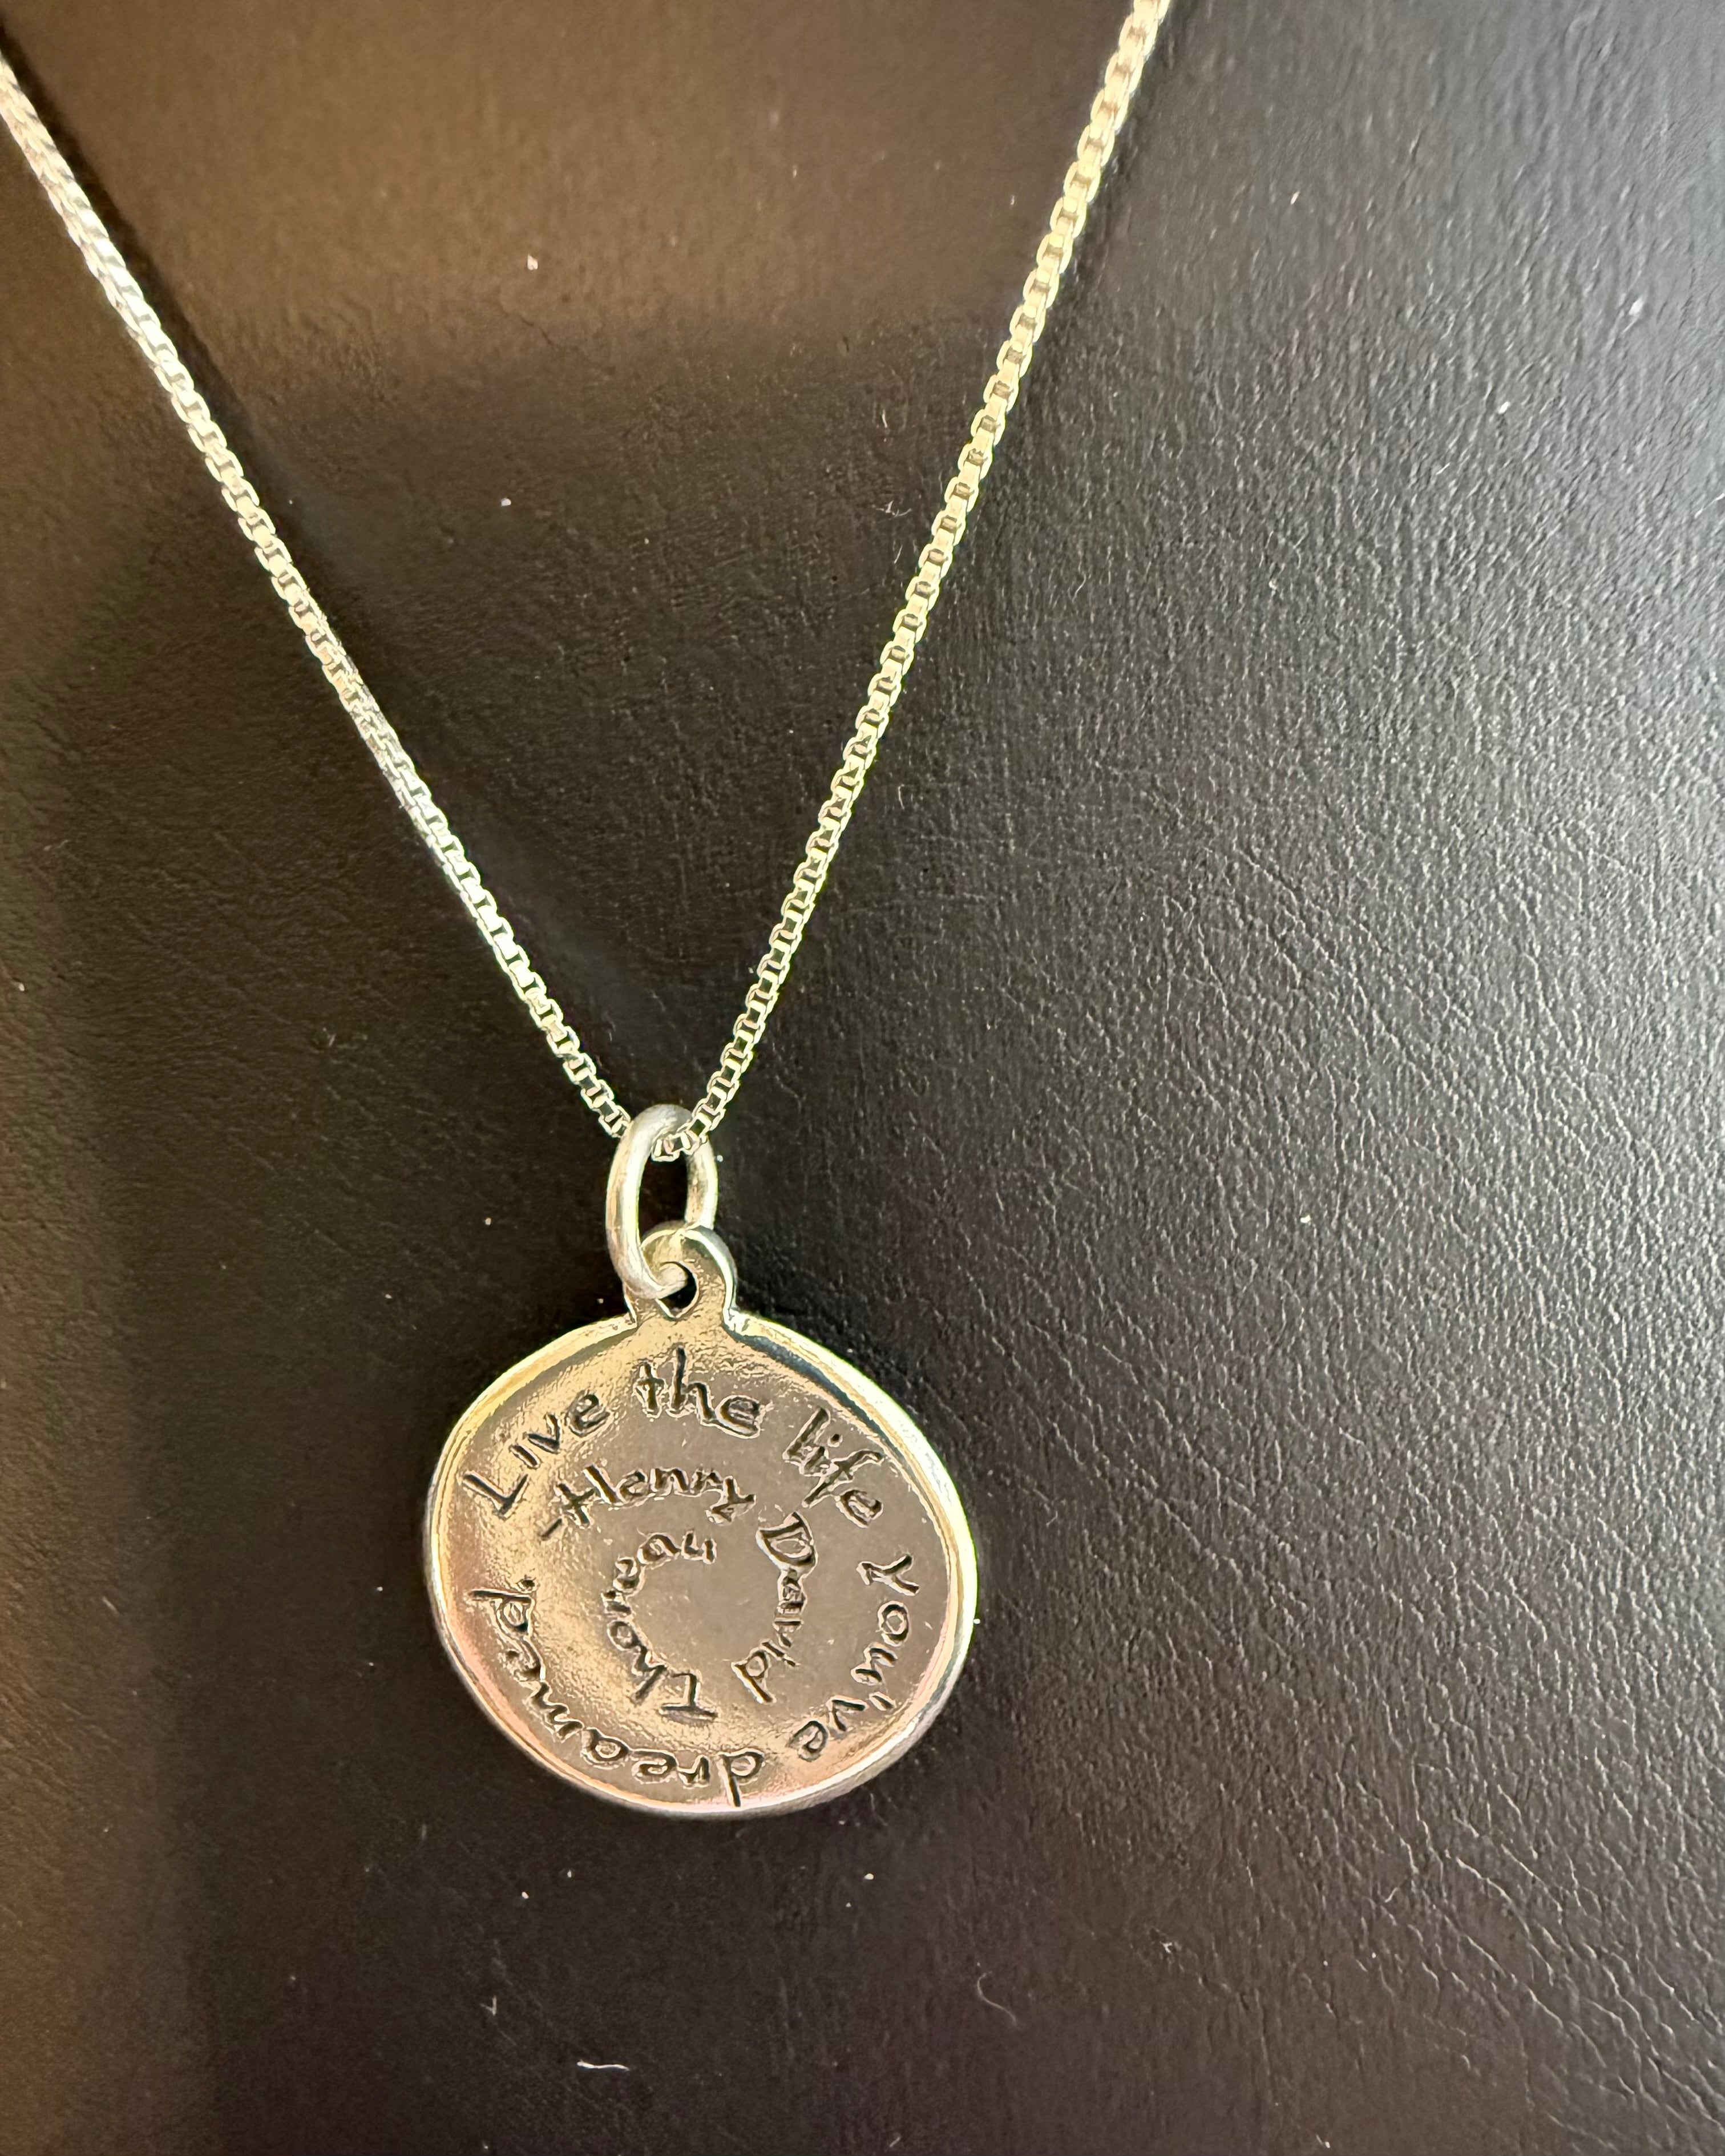 Live the life you've dreamed.
-Henry David Thoreau